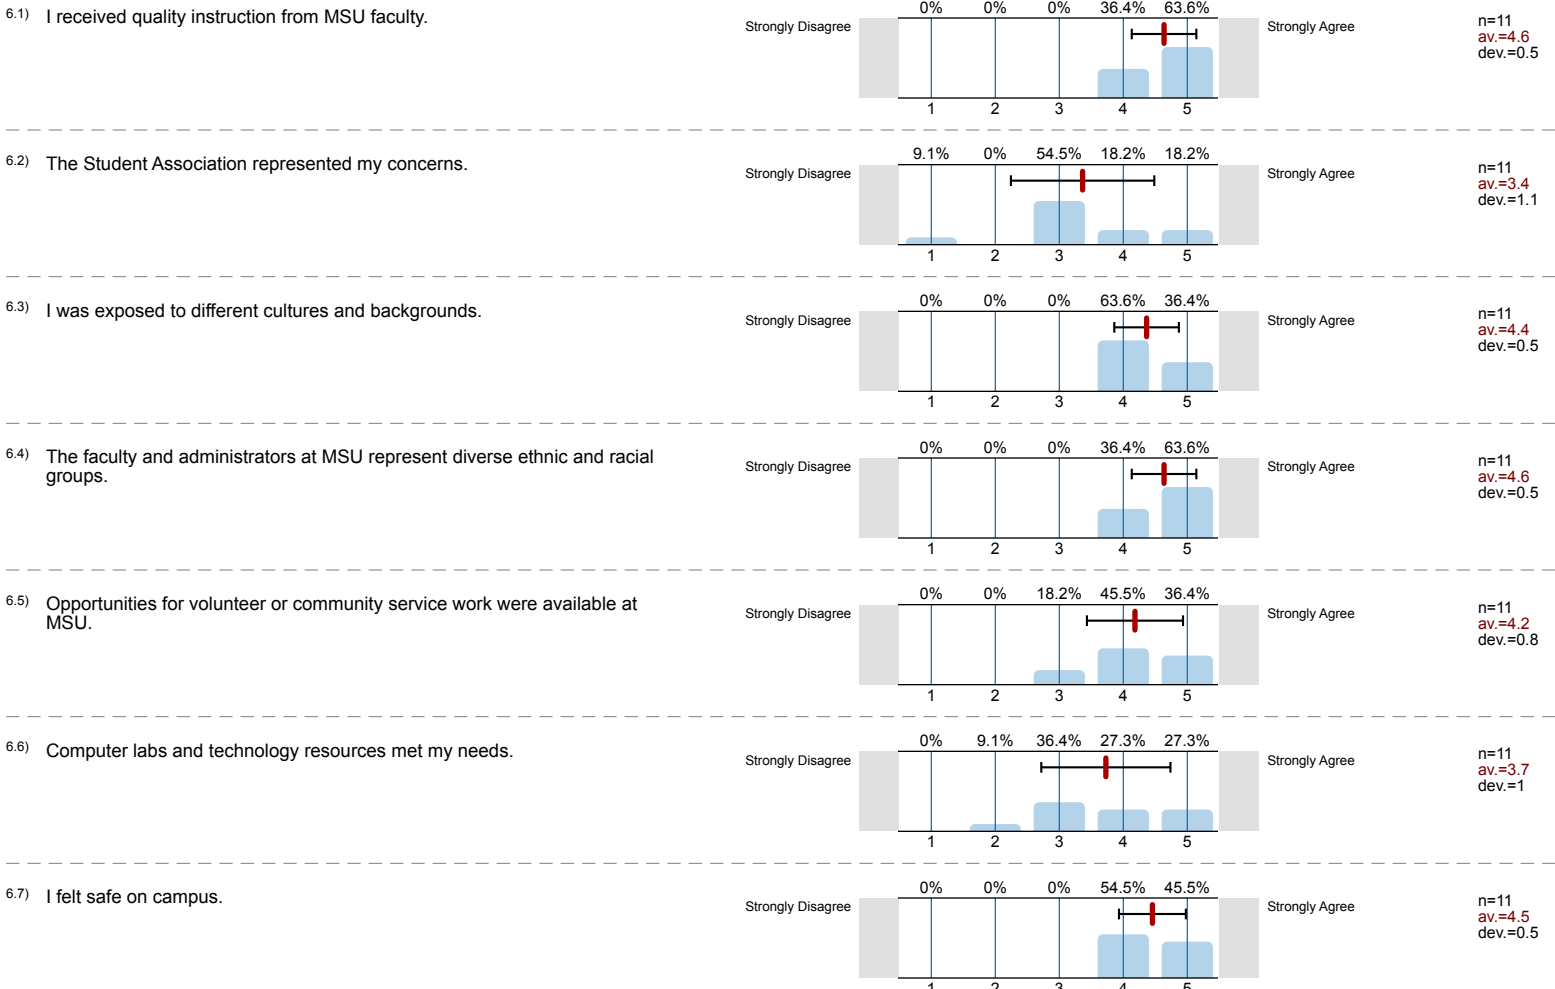 6.1) I received quality instruction from MSU faculty.
0% 0% 0% 36.4% 63.6%
Strongly Disagree Strongly Agree
n=11
av.=4.6
dev.=0.5
1 2 3 4 5
6.2) The Student Association represented my concerns.
9.1% 0% 54.5% 18.2% 18.2%
Strongly Disagree Strongly Agree
n=11
av.=3.4
dev.=1.1
1 2 3 4 5
6.3) I was exposed to different cultures and backgrounds.
0% 0% 0% 63.6% 36.4%
Strongly Disagree Strongly Agree
n=11
av.=4.4
dev.=0.5
1 2 3 4 5
6.4) The faculty and administrators at MSU represent diverse ethnic and racial
groups.
0% 0% 0% 36.4% 63.6%
Strongly Disagree Strongly Agree
n=11
av.=4.6
dev.=0.5
1 2 3 4 5
6.5) Opportunities for volunteer or community service work were available at
MSU.
0% 0% 18.2% 45.5% 36.4%
Strongly Disagree Strongly Agree
n=11
av.=4.2
dev.=0.8
1 2 3 4 5
6.6) Computer labs and technology resources met my needs.
0% 9.1% 36.4% 27.3% 27.3%
Strongly Disagree Strongly Agree
n=11
av.=3.7
dev.=1
1 2 3 4 5
6.7) I felt safe on campus.
0% 0% 0% 54.5% 45.5%
Strongly Disagree Strongly Agree
n=11
av.=4.5
dev.=0.5
1 2 3 4 5